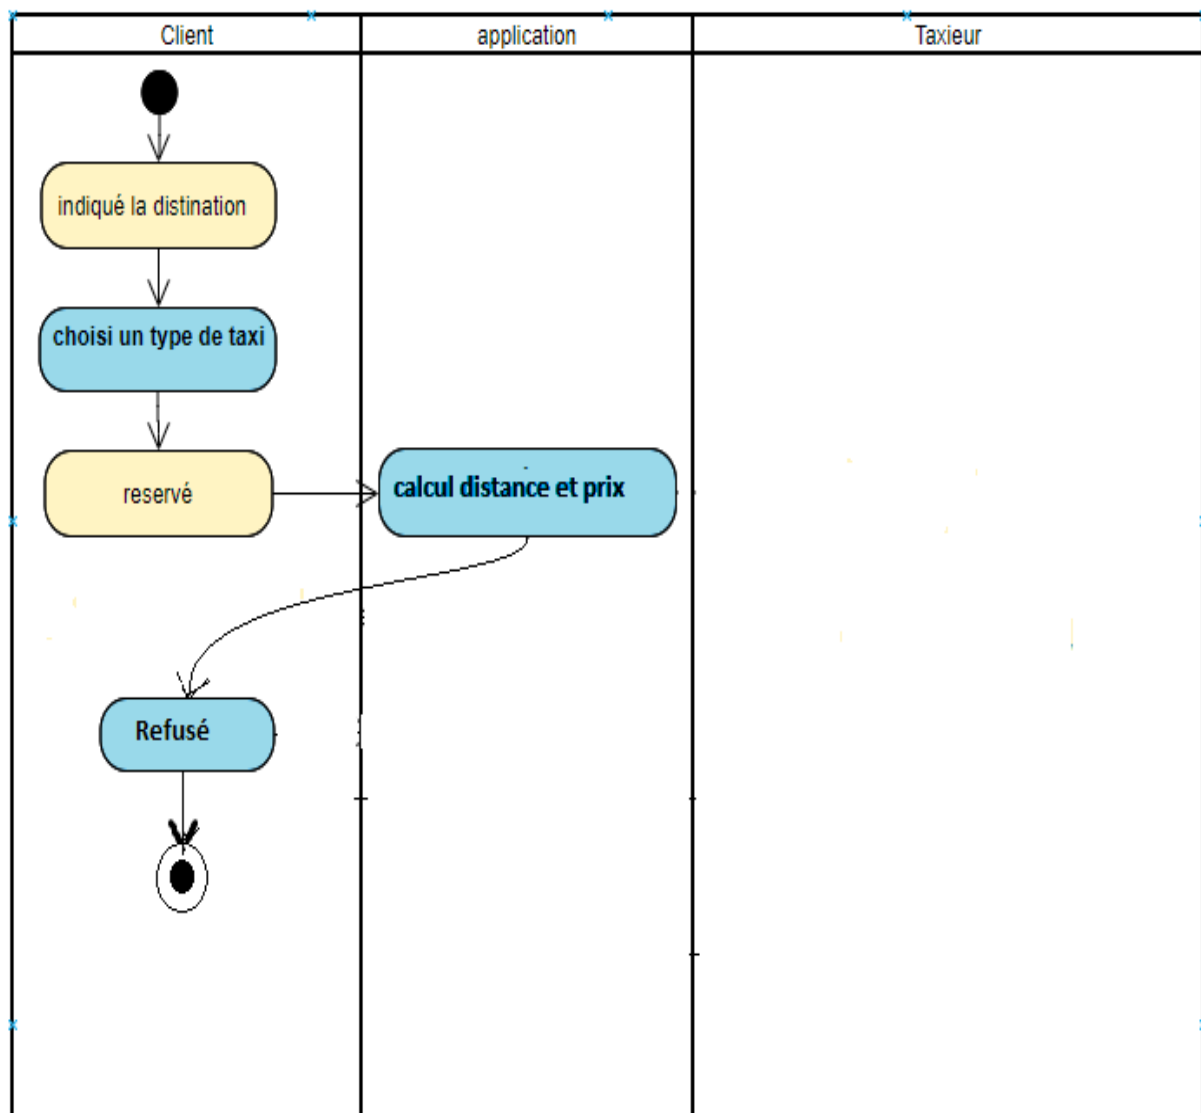 Client
application
Taxieur
indiqué la distination
choisi un type de taxi
reservé
calcul distance et prix
Refusé